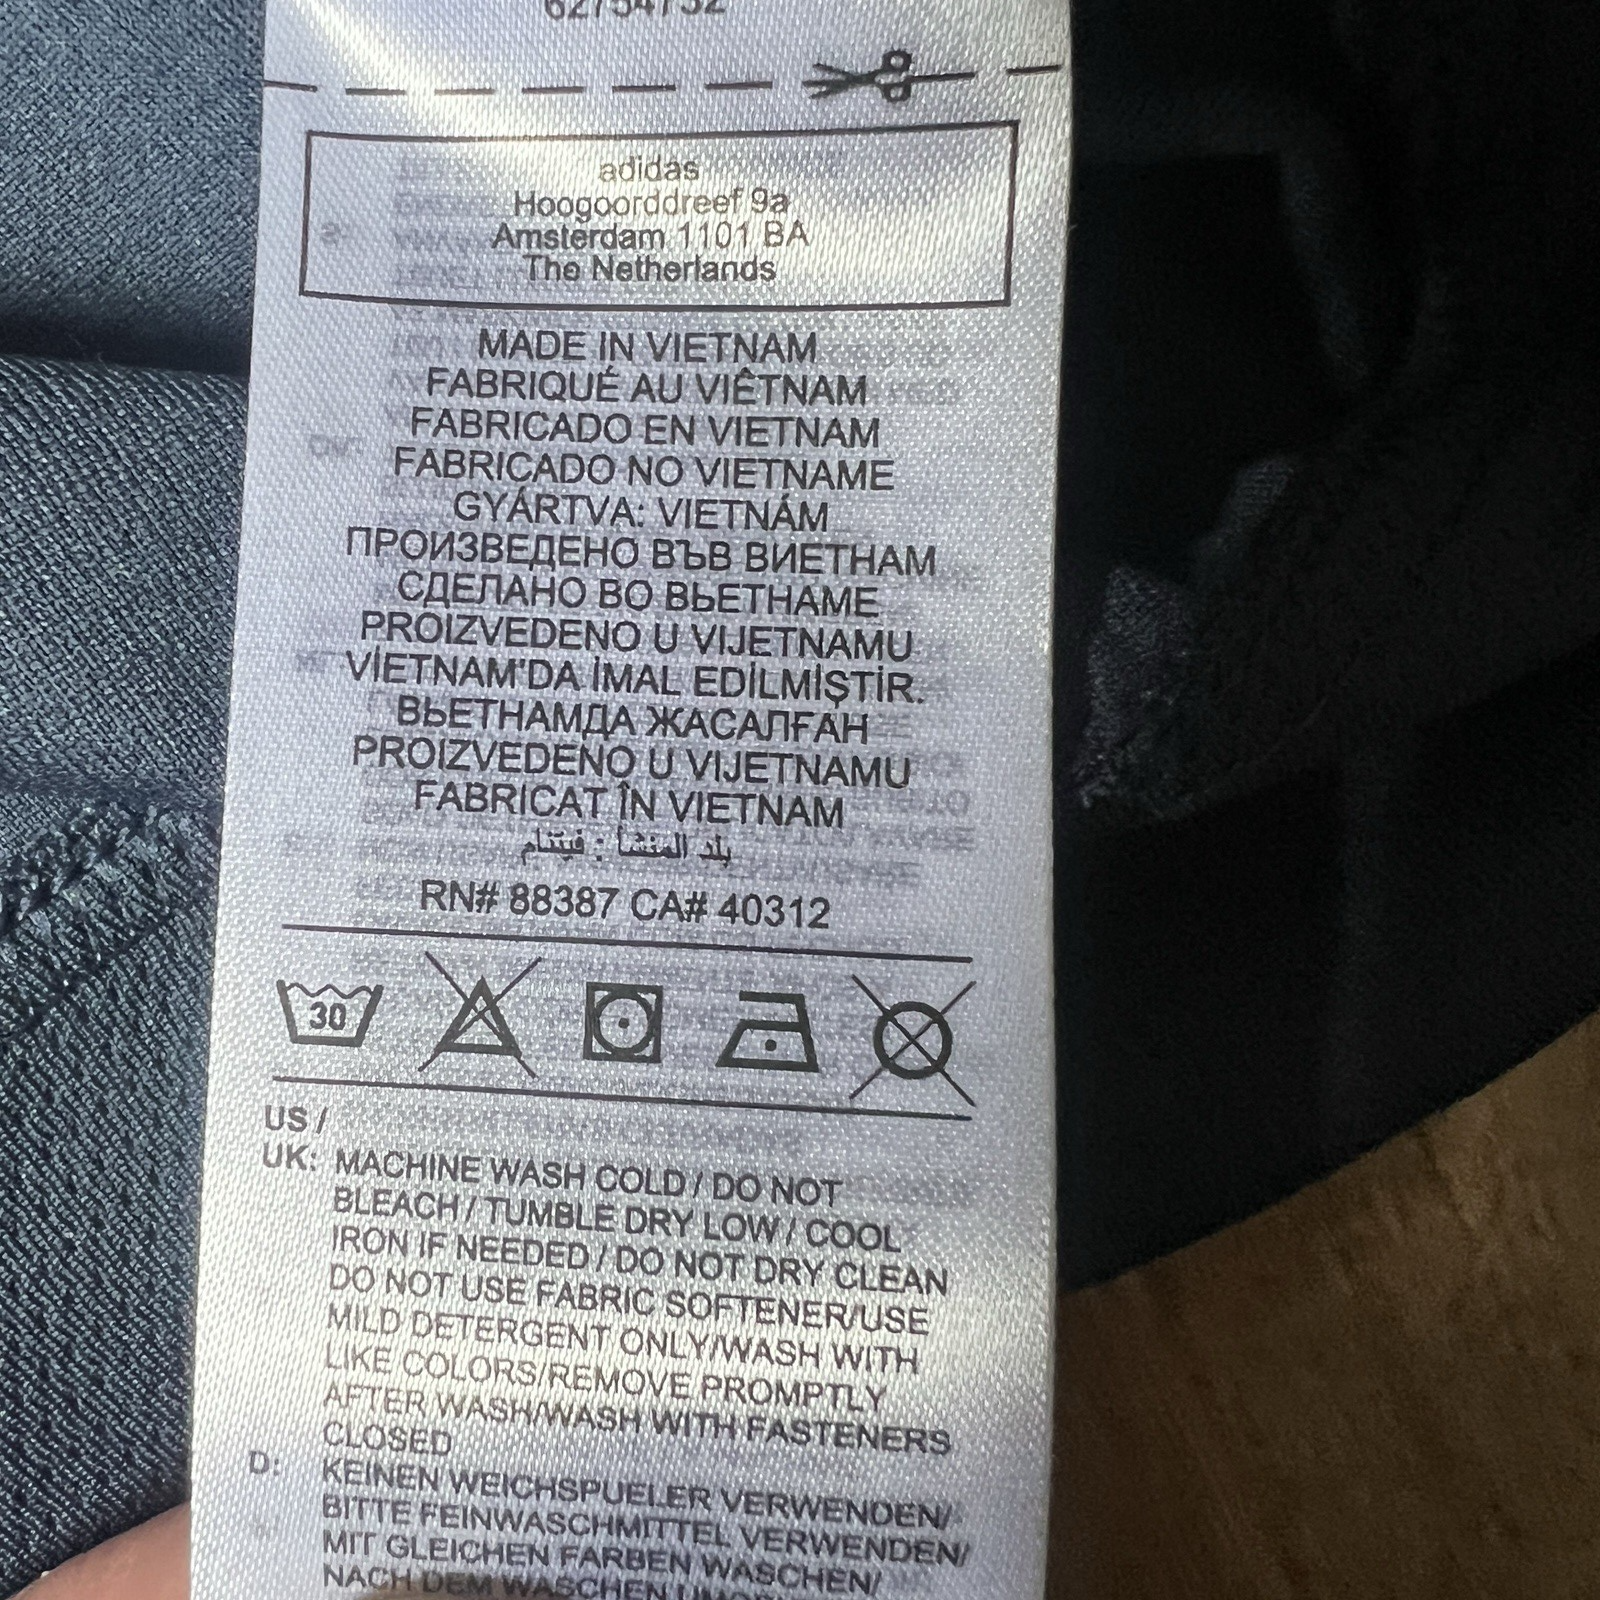 62754732
adidas
Hoogoorddreef 9a
Amsterdam 1101 BA
The Netherlands
MADE IN VIETNAM
FABRIQUÉ AU VIÊTNAM
FABRICADO EN VIETNAM
FABRICADO NO VIETNAME
GYÁRTVA: VIETNÁM
ПРОИЗВЕДЕНО ВЪВ ВИЕТНАМ
СДЕЛАНО ВО ВЬЕТНАМЕ
PROIZVEDENO U VIJETNAMU
VİETNAM'DA İMAL EDİLMİŞTİR.
ВЬЕТНАМДА ЖАСАЛҒАН
PROIZVEDENO U VIJETNAMU
FABRICAT ÎN VIETNAM
بلد المنشأ : فيتنام
RN# 88387 CA# 40312
30
US /
UK: MACHINE WASH COLD / DO NOT
BLEACH / TUMBLE DRY LOW / COOL
IRON IF NEEDED / DO NOT DRY CLEAN
DO NOT USE FABRIC SOFTENER/USE
MILD DETERGENT ONLY/WASH WITH
LIKE COLORS/REMOVE PROMPTLY
AFTER WASH/WASH WITH FASTENERS
CLOSED
D: KEINEN WEICHSPUELER VERWENDEN/
BITTE FEINWASCHMITTEL VERWENDEN/
MIT GLEICHEN FARBEN WASCHEN/
NACH DEM WASCHEN